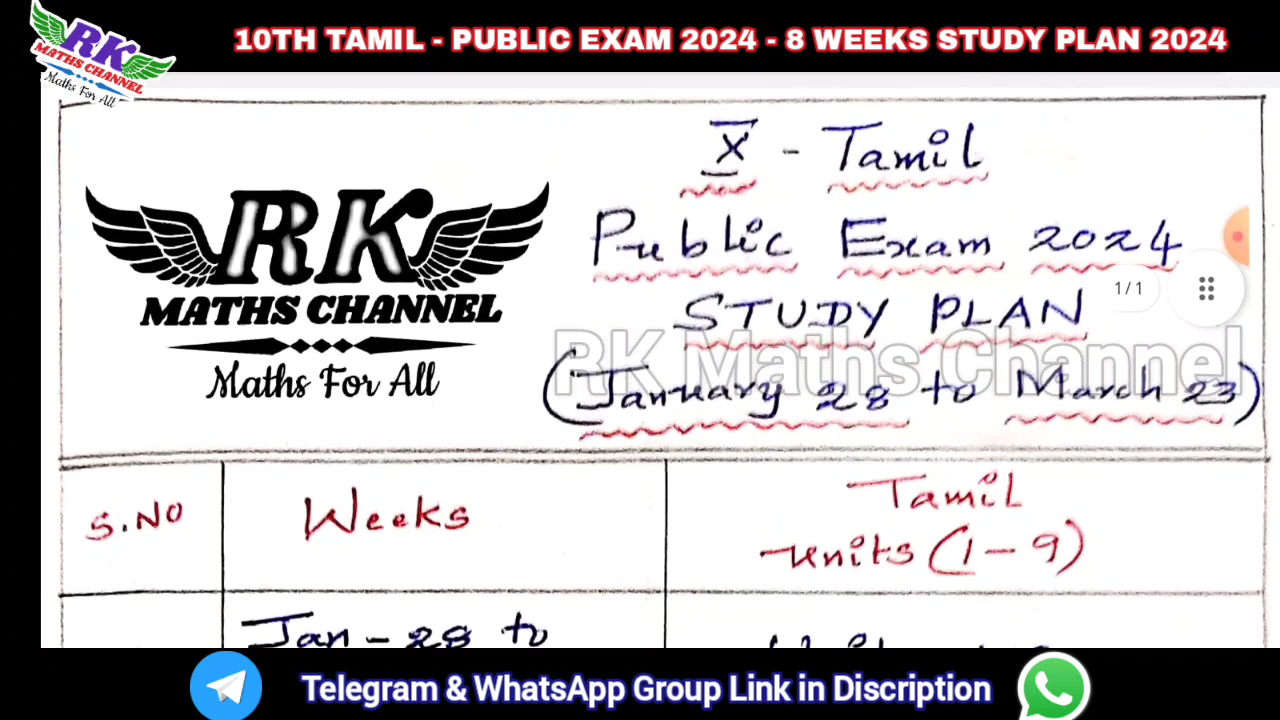 RK
MATHS CHANNEL
Maths For All
10TH TAMIL - PUBLIC EXAM 2024 - 8 WEEKS STUDY PLAN 2024
X - Tamil
Public Exam 2024
STUDY PLAN
(January 28 to March 23)
RK
MATHS CHANNEL
Maths For All
1/1
RK Maths Channel
S.NO
Weeks
Tamil
units (1-9)
Jan-28 to
Telegram & WhatsApp Group Link in Discription